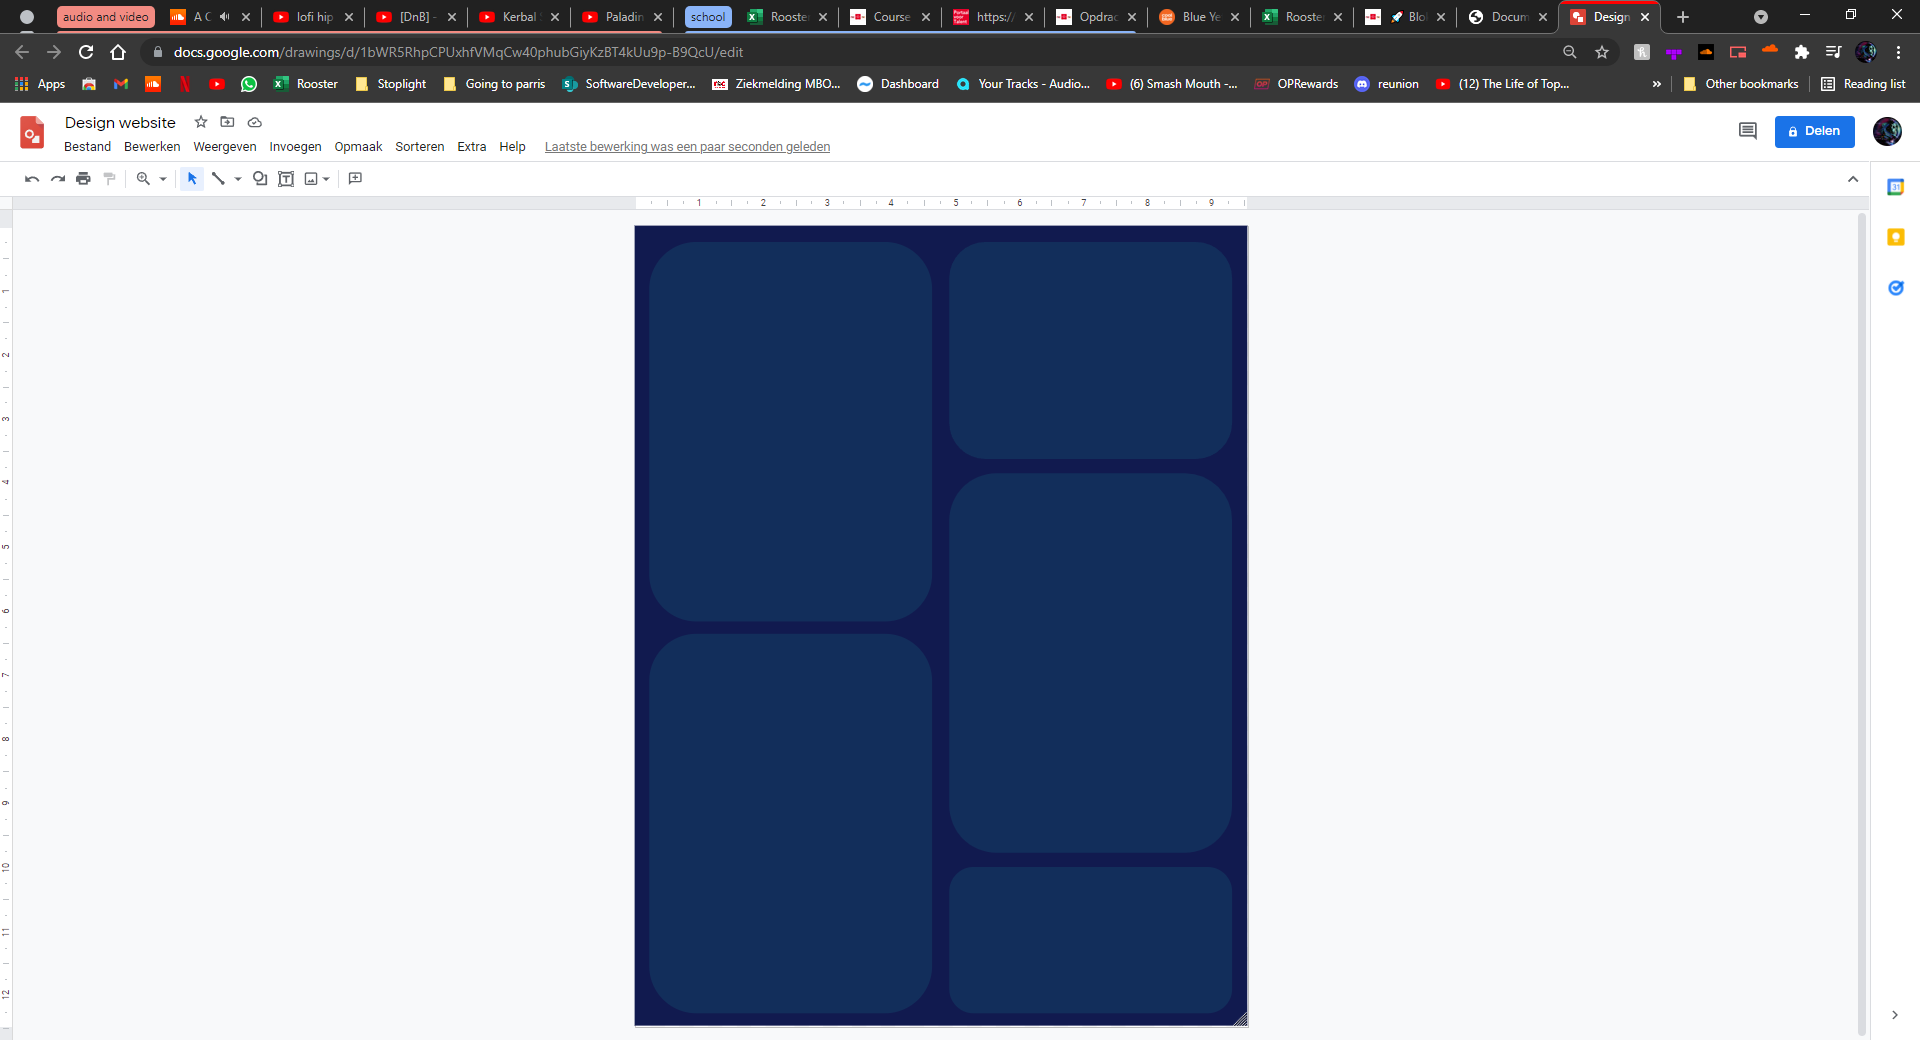 audio and video
A C
lofi hip
[DnB] -
Kerbal
Paladin
school
Rooster
Course
https:/
Opdrac
Blue Ye
Rooster
Blok
Docum
Design
docs.google.com/drawings/d/1bWR5RhpCPUxhfVMqCw40phubGiyKzBT4kUu9p-B9QcU/edit
Apps
Rooster
Stoplight
Going to parris
SoftwareDeveloper...
Ziekmelding MBO...
Dashboard
Your Tracks - Audio...
(6) Smash Mouth -...
OPRewards
reunion
(12) The Life of Top...
»
Other bookmarks
Reading list
Design website
Bestand Bewerken Weergeven Invoegen Opmaak Sorteren Extra Help Laatste bewerking was een paar seconden geleden
Delen
31
1 2 3 4 5 6 7 8 9
1
2
3
4
5
6
7
8
9
10
11
12